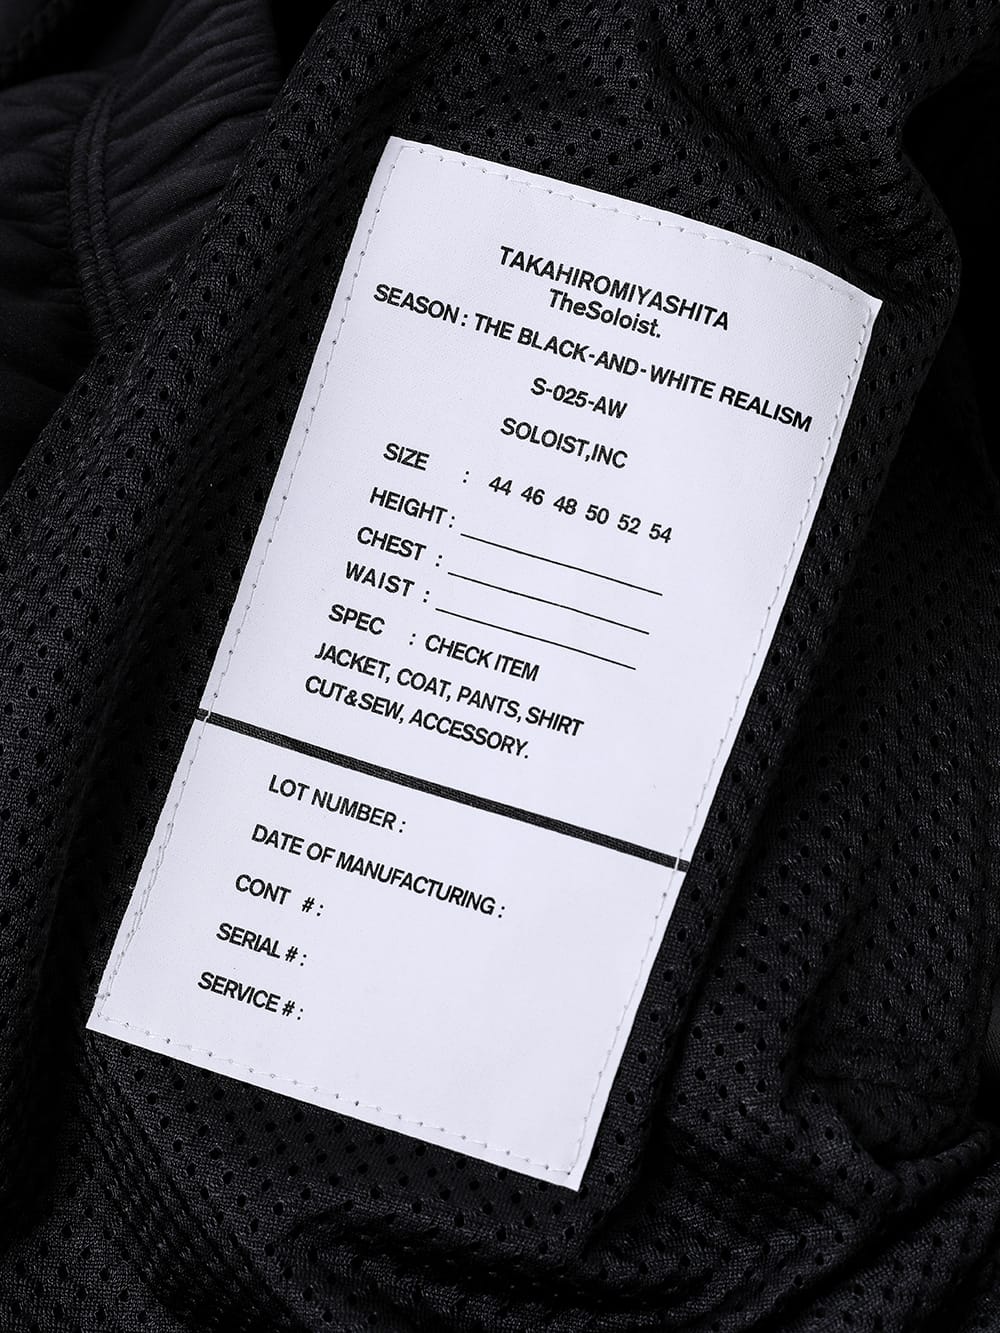 TAKAHIROMIYASHITA
TheSoloist.
SEASON : THE BLACK-AND-WHITE REALISM
S-025-AW
SOLOIST,INC
SIZE : 44 46 48 50 52 54
HEIGHT :
CHEST :
WAIST :
SPEC : CHECK ITEM
JACKET, COAT, PANTS, SHIRT
CUT&SEW, ACCESSORY.
LOT NUMBER :
DATE OF MANUFACTURING :
CONT # :
SERIAL # :
SERVICE # :